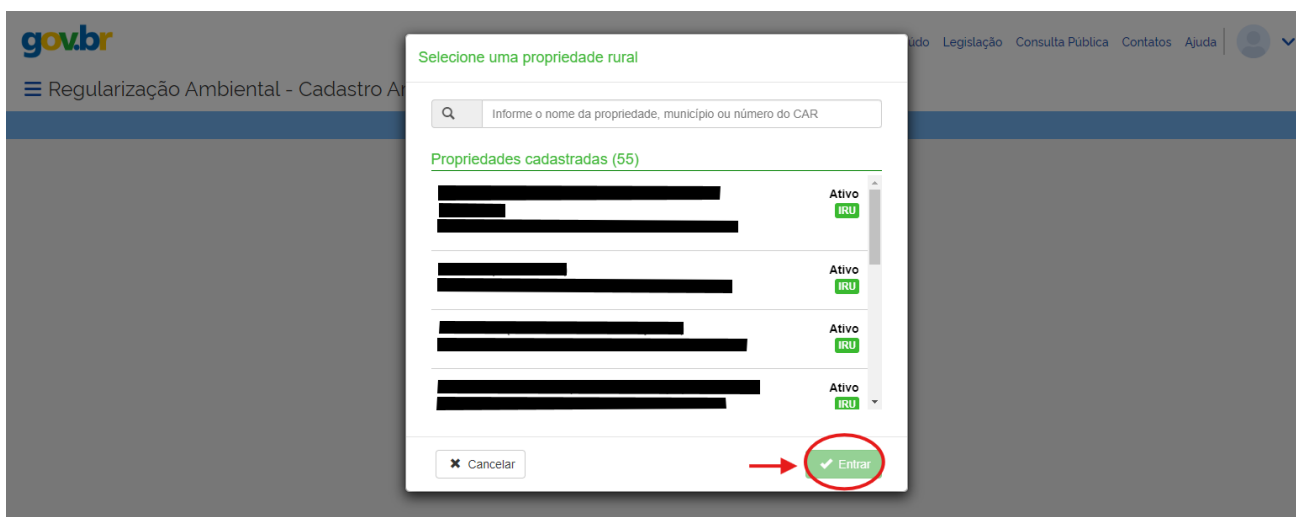 gov.br
údo Legislação Consulta Pública Contatos Ajuda
Regularização Ambiental - Cadastro A
Selecione uma propriedade rural
Informe o nome da propriedade, município ou número do CAR
Propriedades cadastradas (55)
Ativo
IRU
Ativo
IRU
Ativo
IRU
Ativo
IRU
Cancelar
Entrar